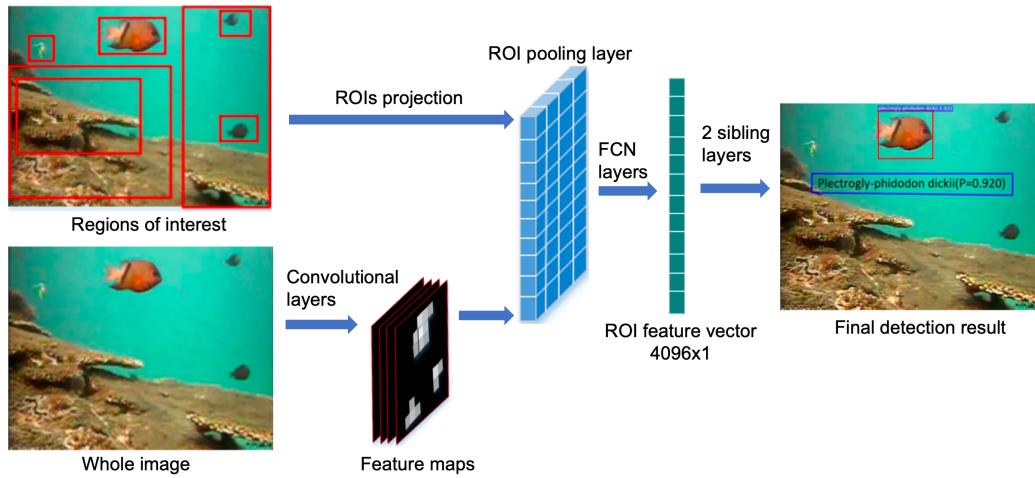 ROI pooling layer
ROIs projection
FCN
layers
2 sibling
layers
Plectrogly-phidodon dickii(P=0.920)
Regions of interest
Convolutional
layers
ROI feature vector
4096x1
Final detection result
Whole image
Feature maps